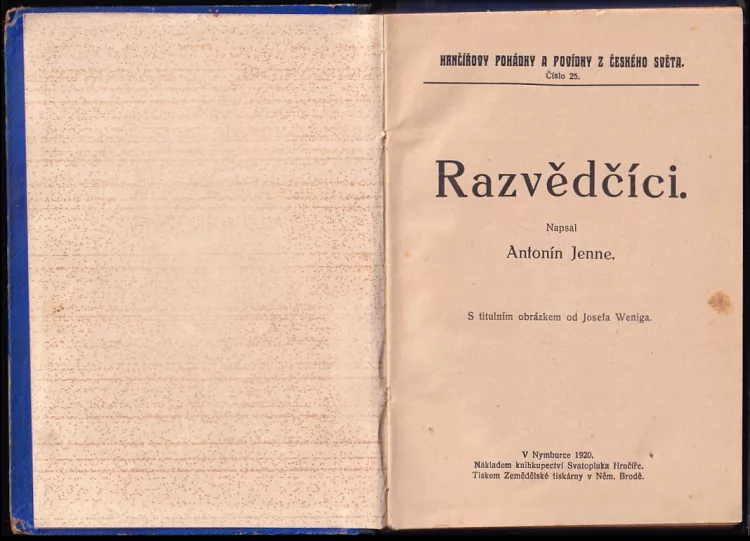 HRNČÍŘOVY POHÁDKY A POVÍDKY Z ČESKÉHO SVĚTA.
Číslo 25.
Razvědčíci.
Napsal
Antonín Jenne.
S titulním obrázkem od Josefa Weniga.
V Nymburce 1920.
Nákladem knihkupectví Svatopluka Hrnčíře.
Tiskem Zemědělské tiskárny v Něm. Brodě.